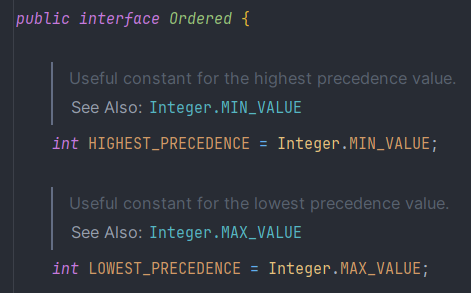 public interface Ordered {
Useful constant for the highest precedence value.
See Also: Integer.MIN_VALUE
int HIGHEST_PRECEDENCE = Integer.MIN_VALUE;
Useful constant for the lowest precedence value.
See Also: Integer.MAX_VALUE
int LOWEST_PRECEDENCE = Integer.MAX_VALUE;